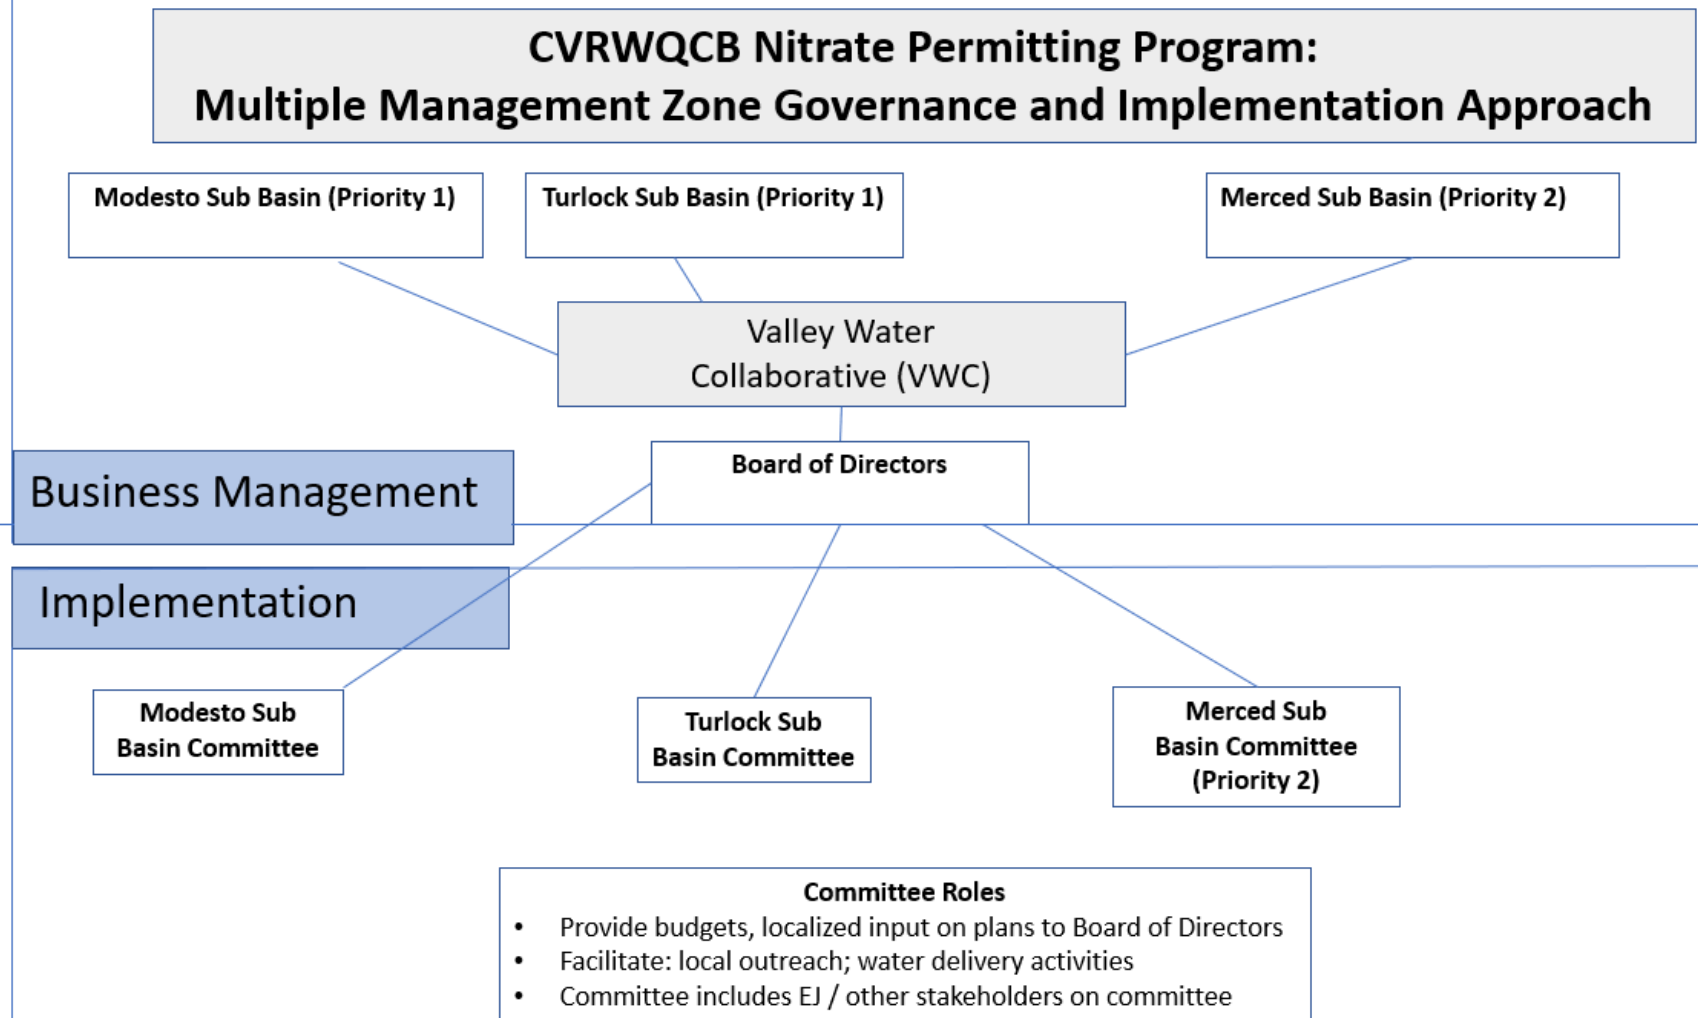 CVRWQCB Nitrate Permitting Program:
Multiple Management Zone Governance and Implementation Approach
Modesto Sub Basin (Priority 1)
Turlock Sub Basin (Priority 1)
Merced Sub Basin (Priority 2)
Valley Water
Collaborative (VWC)
Board of Directors
Business Management
Implementation
Modesto Sub
Basin Committee
Turlock Sub
Basin Committee
Merced Sub
Basin Committee
(Priority 2)
Committee Roles
• Provide budgets, localized input on plans to Board of Directors
• Facilitate: local outreach; water delivery activities
• Committee includes EJ / other stakeholders on committee